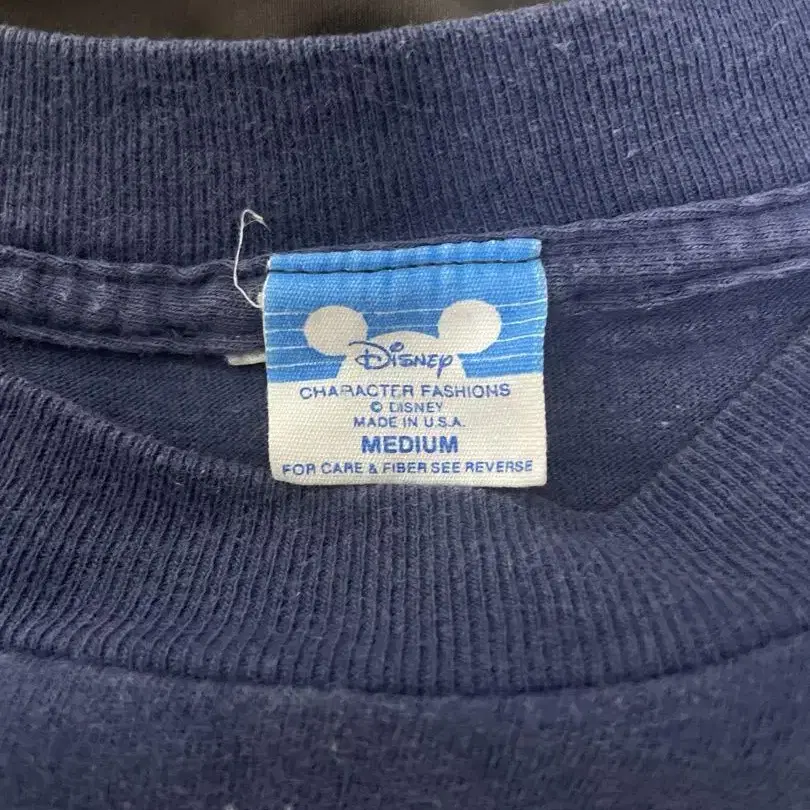 DISNEY
CHARACTER FASHIONS
© DISNEY
MADE IN U.S.A.
MEDIUM
FOR CARE & FIBER SEE REVERSE